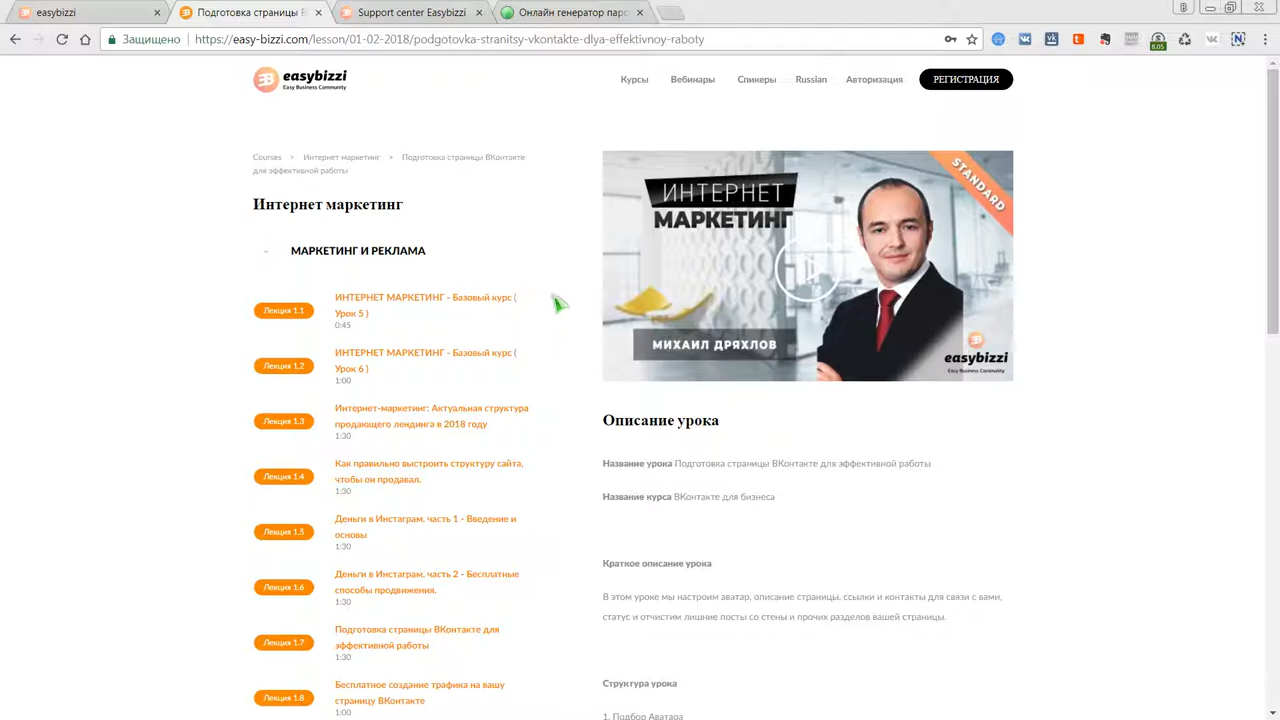 easybizzi
Подготовка страницы В
Support center Easybizzi
Онлайн генератор пар
Защищено
https://easy-bizzi.com/lesson/01-02-2018/podgotovka-stranitsy-vkontakte-dlya-effektivnoy-raboty
8.05
easybizzi
Easy Business Community
Курсы Вебинары Спикеры Russian Авторизация РЕГИСТРАЦИЯ
Courses > Интернет маркетинг > Подготовка страницы ВКонтакте
для эффективной работы
Интернет маркетинг
МАРКЕТИНГ И РЕКЛАМА
Лекция 1.1
ИНТЕРНЕТ МАРКЕТИНГ - Базовый курс (
Урок 5 )
0:45
Лекция 1.2
ИНТЕРНЕТ МАРКЕТИНГ - Базовый курс (
Урок 6 )
1:00
Лекция 1.3
Интернет-маркетинг: Актуальная структура
продающего лендинга в 2018 году
1:30
Лекция 1.4
Как правильно выстроить структуру сайта,
чтобы он продавал.
1:30
Лекция 1.5
Деньги в Инстаграм. часть 1 - Введение и
основы
1:30
Лекция 1.6
Деньги в Инстаграм. часть 2 - Бесплатные
способы продвижения.
1:30
Лекция 1.7
Подготовка страницы ВКонтакте для
эффективной работы
1:30
Лекция 1.8
Бесплатное создание трафика на вашу
страницу ВКонтакте
1:00
ИНТЕРНЕТ
МАРКЕТИНГ
STANDARD
МИХАИЛ ДРЯХЛОВ
easybizzi
Easy Business Community
Описание урока
Название урока Подготовка страницы ВКонтакте для эффективной работы
Название курса ВКонтакте для бизнеса
Краткое описание урока
В этом уроке мы настроим аватар, описание страницы, ссылки и контакты для связи с вами,
статус и отчистим лишние посты со стены и прочих разделов вашей страницы.
Структура урока
1. Подбор Аватара